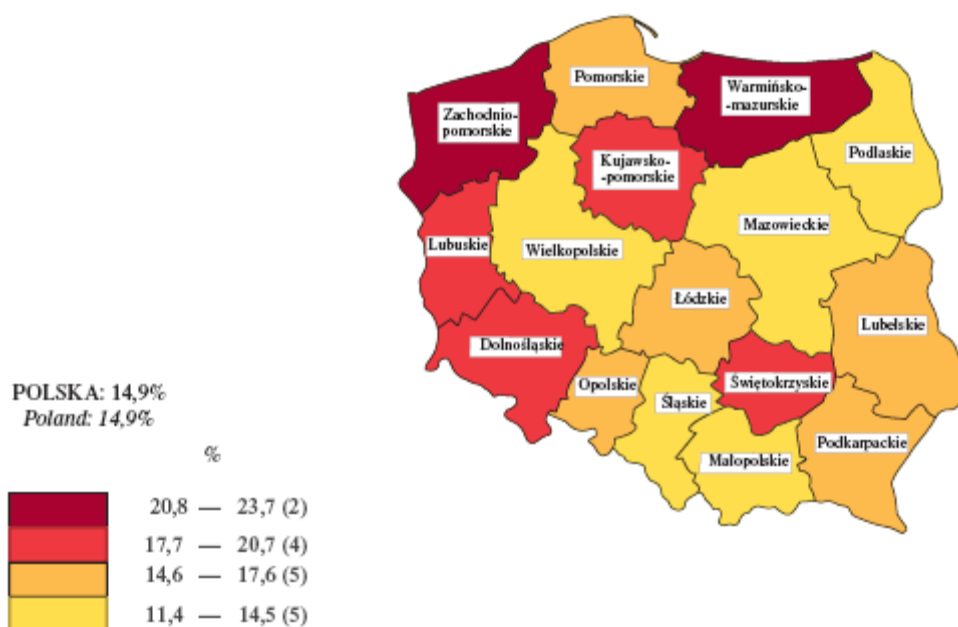 Pomorskie
Warmińsko-
-mazurskie
Zachodnio-
pomorskie
Podlaskie
Kujawsko-
-pomorskie
Mazowieckie
Lubuskie
Wielkopolskie
Łódzkie
Lubelskie
Dolnośląskie
Opolskie
Śląskie
Świętokrzyskie
Podkarpackie
Małopolskie
POLSKA: 14,9%
Poland: 14,9%
%
20,8 — 23,7 (2)
17,7 — 20,7 (4)
14,6 — 17,6 (5)
11,4 — 14,5 (5)